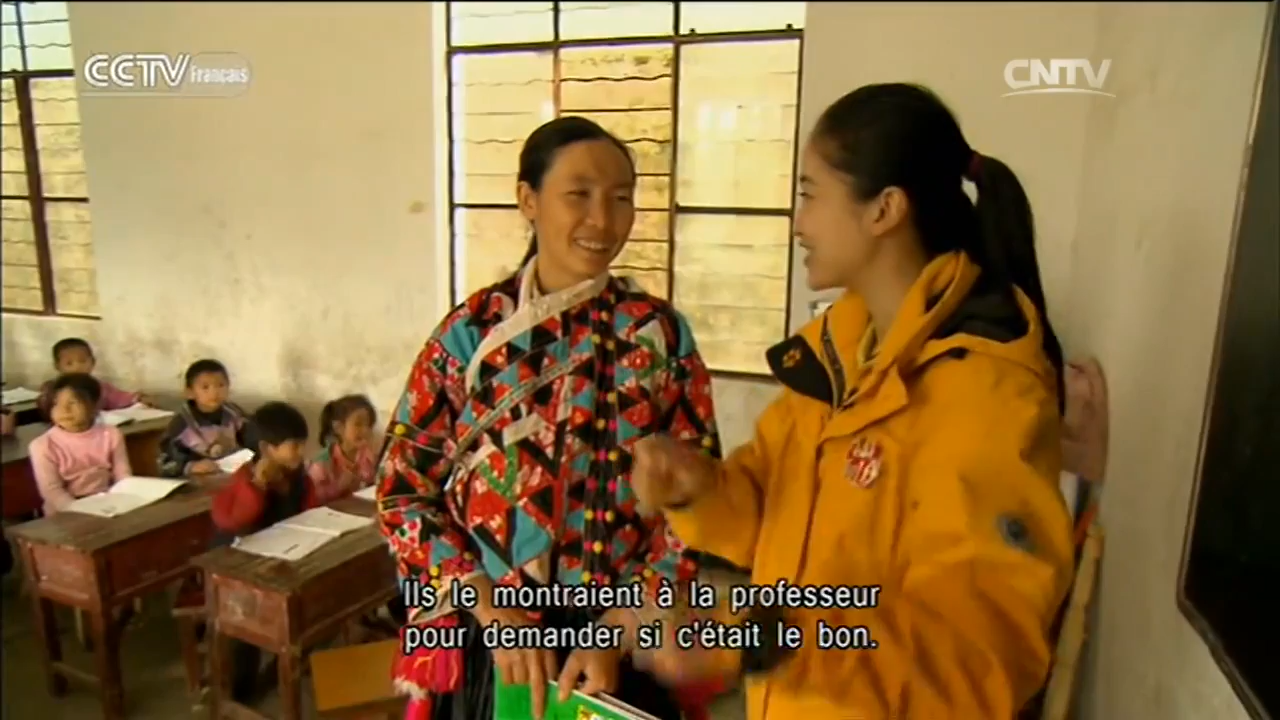 CCTV Français
CNTV
Ils le montraient à la professeur
pour demander si c'était le bon.